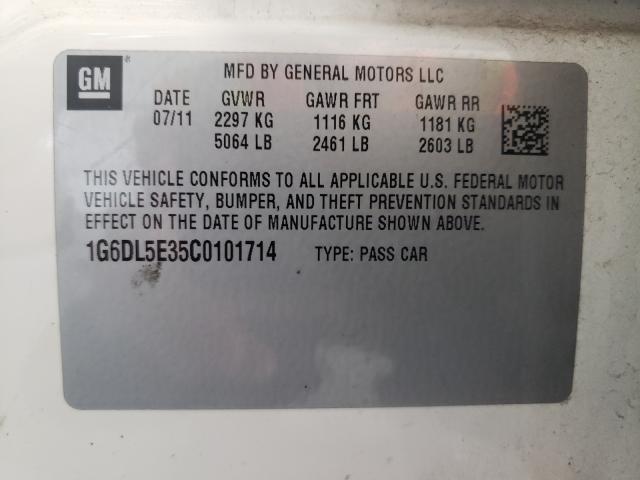 GM
MFD BY GENERAL MOTORS LLC
DATE GVWR GAWR FRT GAWR RR
07/11 2297 KG 1116 KG 1181 KG
5064 LB 2461 LB 2603 LB
THIS VEHICLE CONFORMS TO ALL APPLICABLE U.S. FEDERAL MOTOR
VEHICLE SAFETY, BUMPER, AND THEFT PREVENTION STANDARDS IN
EFFECT ON THE DATE OF MANUFACTURE SHOWN ABOVE.
1G6DL5E35C0101714 TYPE: PASS CAR